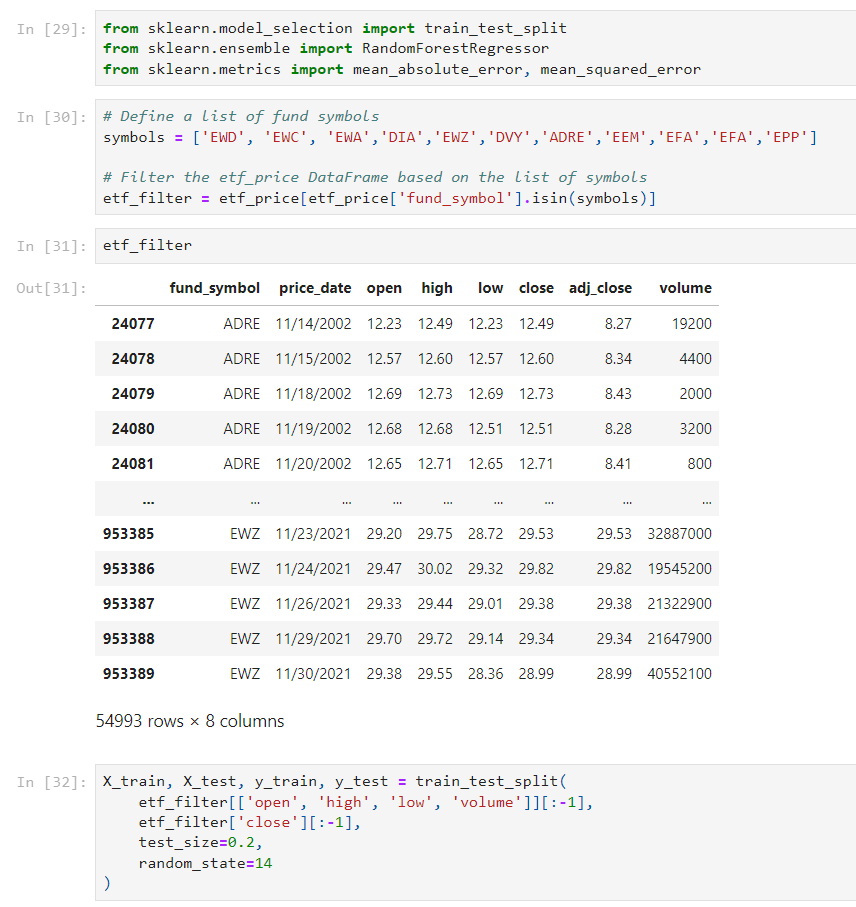 In [29]: from sklearn.model_selection import train_test_split
from sklearn.ensemble import RandomForestRegressor
from sklearn.metrics import mean_absolute_error, mean_squared_error
In [30]: # Define a list of fund symbols
symbols = ['EWD', 'EWC', 'EWA','DIA','EWZ','DVY','ADRE','EEM','EFA','EFA','EPP']
# Filter the etf_price DataFrame based on the list of symbols
etf_filter = etf_price[etf_price['fund_symbol'].isin(symbols)]
In [31]: etf_filter
Out[31]: fund_symbol price_date open high low close adj_close volume
24077 ADRE 11/14/2002 12.23 12.49 12.23 12.49 8.27 19200
24078 ADRE 11/15/2002 12.57 12.60 12.57 12.60 8.34 4400
24079 ADRE 11/18/2002 12.69 12.73 12.69 12.73 8.43 2000
24080 ADRE 11/19/2002 12.68 12.68 12.51 12.51 8.28 3200
24081 ADRE 11/20/2002 12.65 12.71 12.65 12.71 8.41 800
... ... ... ... ... ... ... ... ...
953385 EWZ 11/23/2021 29.20 29.75 28.72 29.53 29.53 32887000
953386 EWZ 11/24/2021 29.47 30.02 29.32 29.82 29.82 19545200
953387 EWZ 11/26/2021 29.33 29.44 29.01 29.38 29.38 21322900
953388 EWZ 11/29/2021 29.70 29.72 29.14 29.34 29.34 21647900
953389 EWZ 11/30/2021 29.38 29.55 28.36 28.99 28.99 40552100
54993 rows × 8 columns
In [32]: X_train, X_test, y_train, y_test = train_test_split(
etf_filter[['open', 'high', 'low', 'volume']][:-1],
etf_filter['close'][:-1],
test_size=0.2,
random_state=14
)